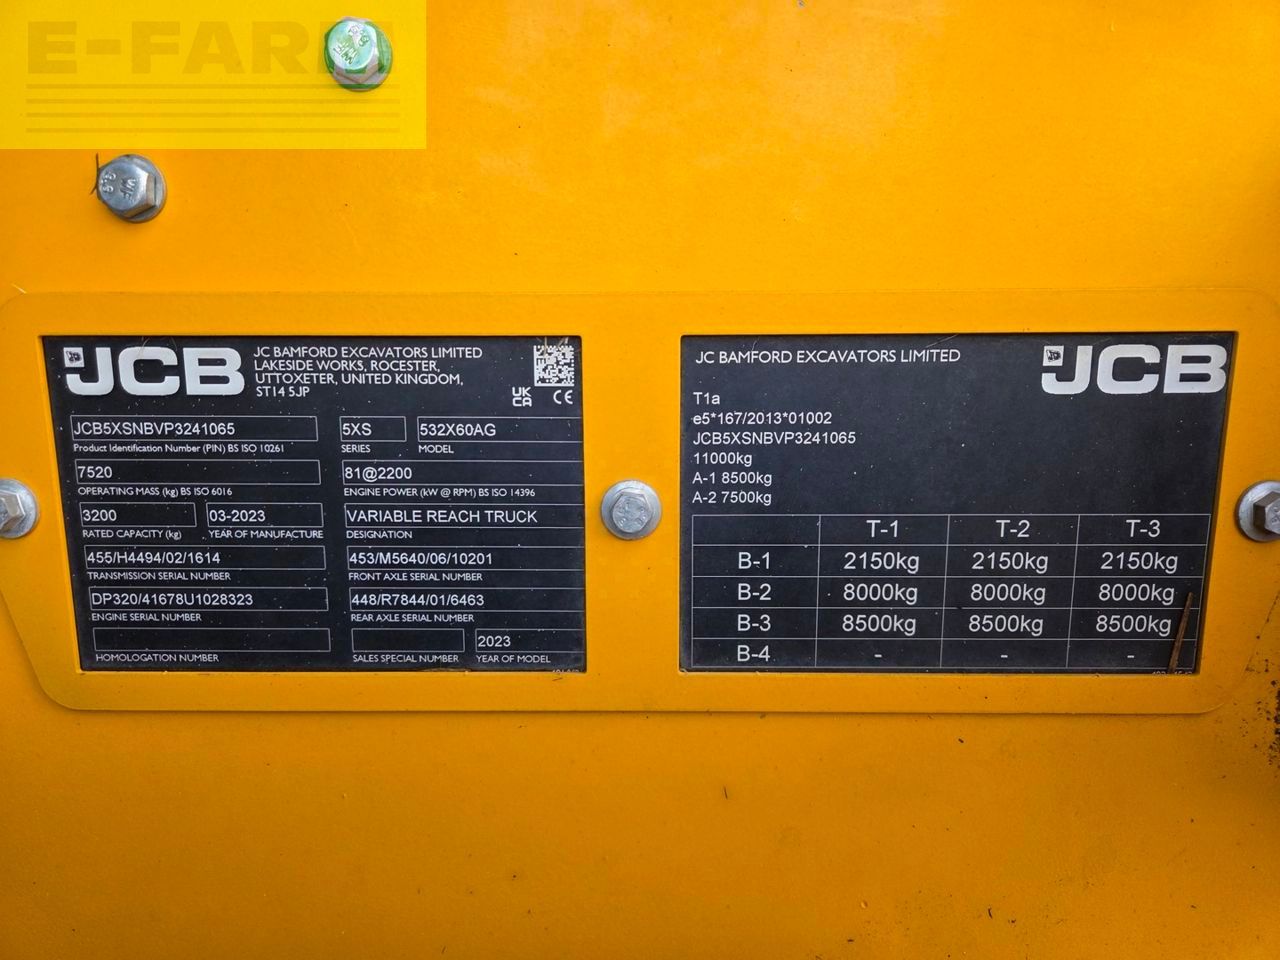 E-FARM
8.8
WF
JCB
JC BAMFORD EXCAVATORS LIMITED
LAKESIDE WORKS, ROCESTER,
UTTOXETER, UNITED KINGDOM,
ST14 5JP
UK
CA
CE
JCB5XSNBVP3241065
5XS
532X60AG
Product Identification Number (PIN) BS ISO 10261
SERIES
MODEL
7520
81@2200
OPERATING MASS (kg) BS ISO 6016
ENGINE POWER (kW @ RPM) BS ISO 14396
3200
03-2023
VARIABLE REACH TRUCK
RATED CAPACITY (kg)
YEAR OF MANUFACTURE
DESIGNATION
455/H4494/02/1614
453/M5640/06/10201
TRANSMISSION SERIAL NUMBER
FRONT AXLE SERIAL NUMBER
DP320/41678U1028323
448/R7844/01/6463
ENGINE SERIAL NUMBER
REAR AXLE SERIAL NUMBER
2023
HOMOLOGATION NUMBER
SALES SPECIAL NUMBER
YEAR OF MODEL
JC BAMFORD EXCAVATORS LIMITED
JCB
T1a
e5*167/2013*01002
JCB5XSNBVP3241065
11000kg
A-1 8500kg
A-2 7500kg
T-1 T-2 T-3
B-1 2150kg 2150kg 2150kg
B-2 8000kg 8000kg 8000kg
B-3 8500kg 8500kg 8500kg
B-4 - - -